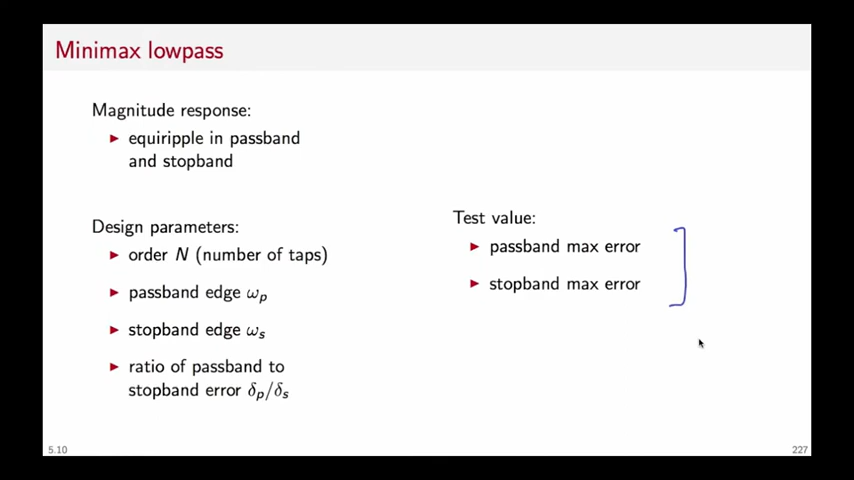 Minimax lowpass
Magnitude response:
► equiripple in passband
and stopband
Design parameters:
► order N (number of taps)
► passband edge ωp
► stopband edge ωs
► ratio of passband to
stopband error δp/δs
Test value:
► passband max error
► stopband max error
5.10
227